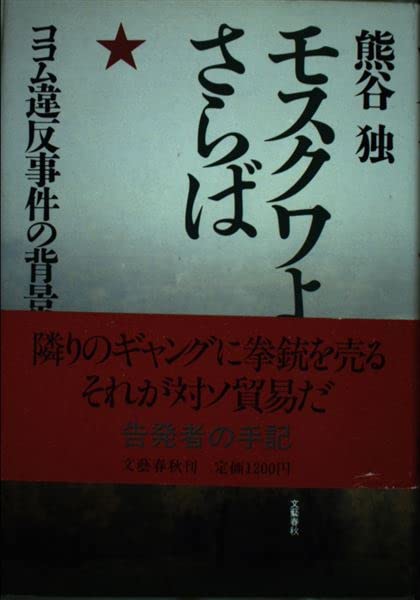 熊谷 独
モスクワよ
さらば
ココム違反事件の背景
隣りのギャングに拳銃を売る
それが対ソ貿易だ
告発者の手記
文藝春秋刊 定価1200円
文藝春秋